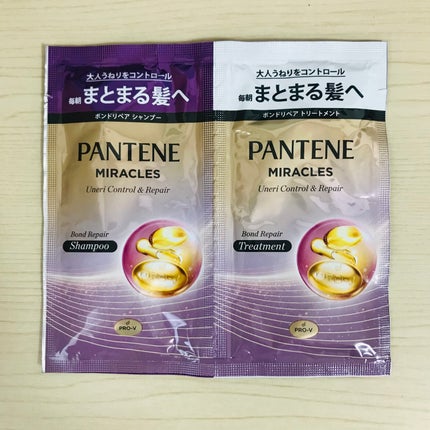 大人うねりをコントロール
毎朝 まとまる髪へ
ボンドリペア シャンプー
PANTENE
MIRACLES
Uneri Control & Repair
Bond Repair
Shampoo
PRO-V
大人うねりをコントロール
毎朝 まとまる髪へ
ボンドリペア トリートメント
PANTENE
MIRACLES
Uneri Control & Repair
Bond Repair
Treatment
PRO-V